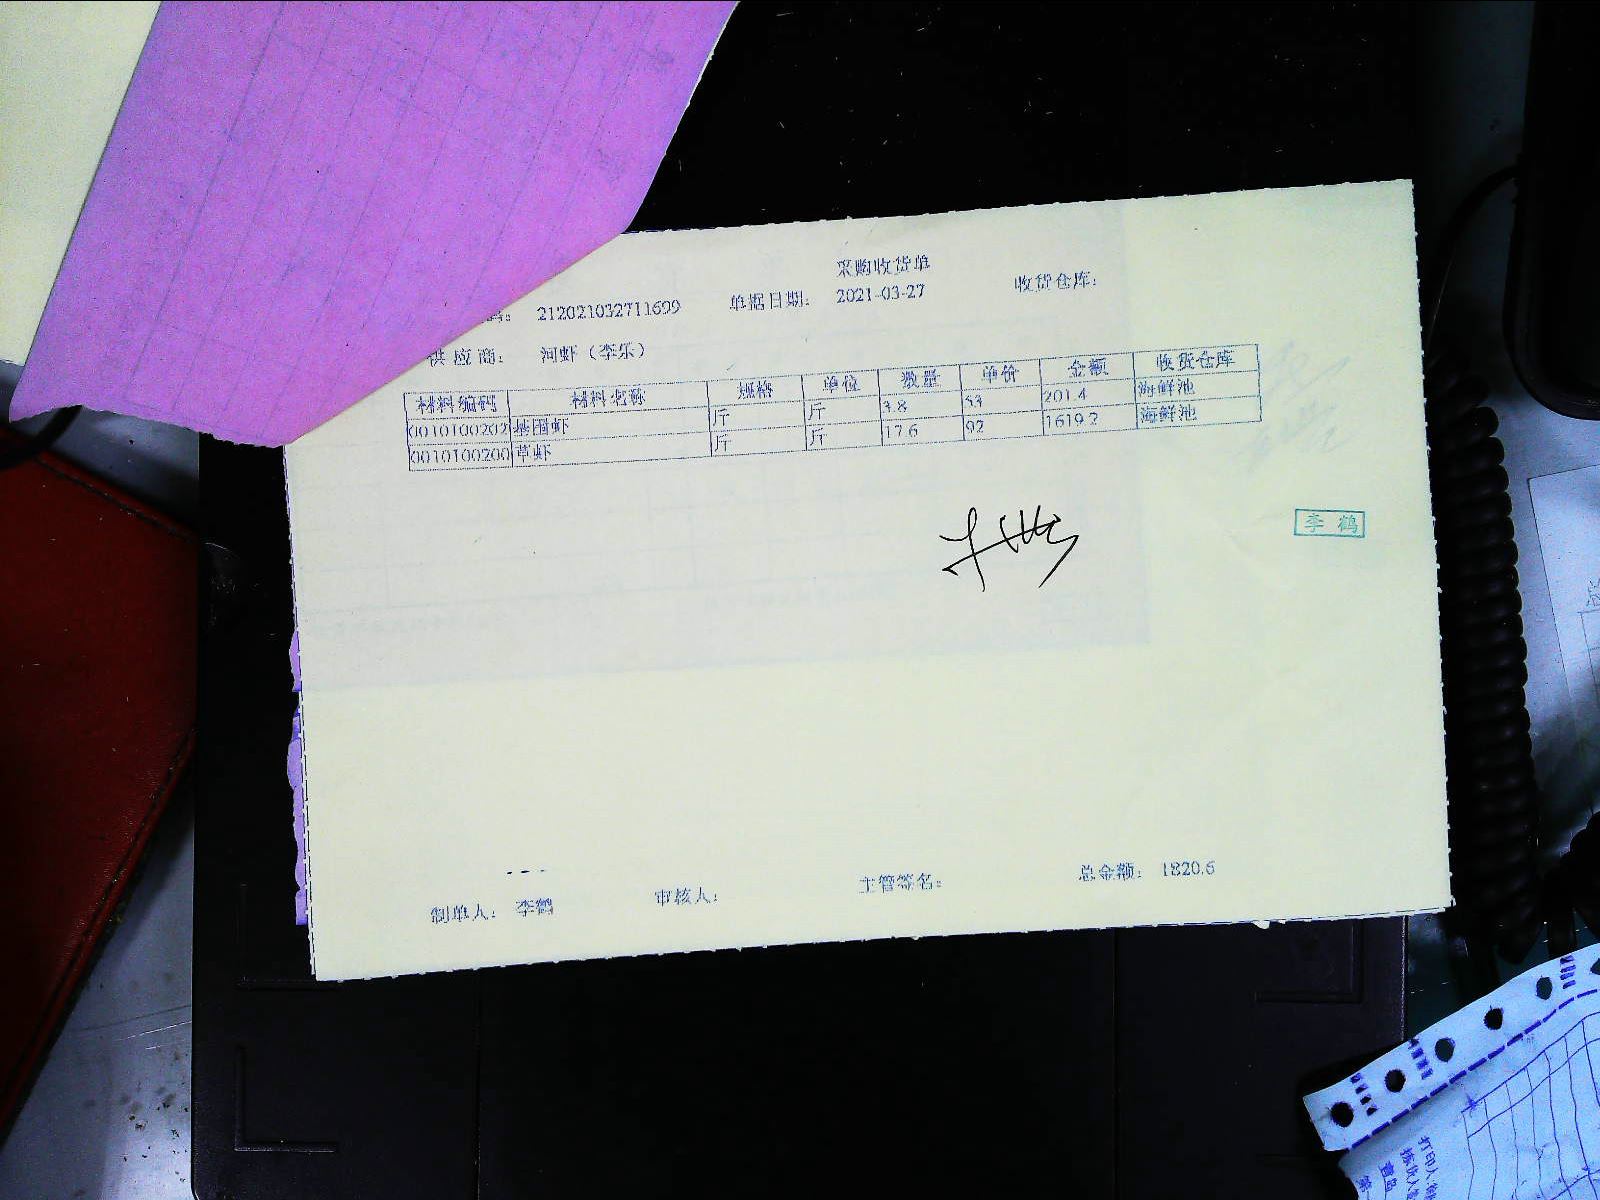 采购收货单
号: 212021032711699 单据日期: 2021-03-27 收货仓库:
供应商: 河虾（李乐）
材料编码 材料名称 规格 单位 数量 单价 金额 收货仓库
0010100202 基围虾 斤 斤 3.8 53 201.4 海鲜池
0010100200 草虾 斤 斤 17.6 92 1619.2 海鲜池
李鹤
制单人: 李鹤 审核人: 主管签名: 总金额: 1820.6
打印人